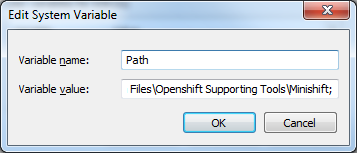 Edit System Variable
Variable name: Path
Variable value: Files\Openshift Supporting Tools\Minishift;
OK Cancel